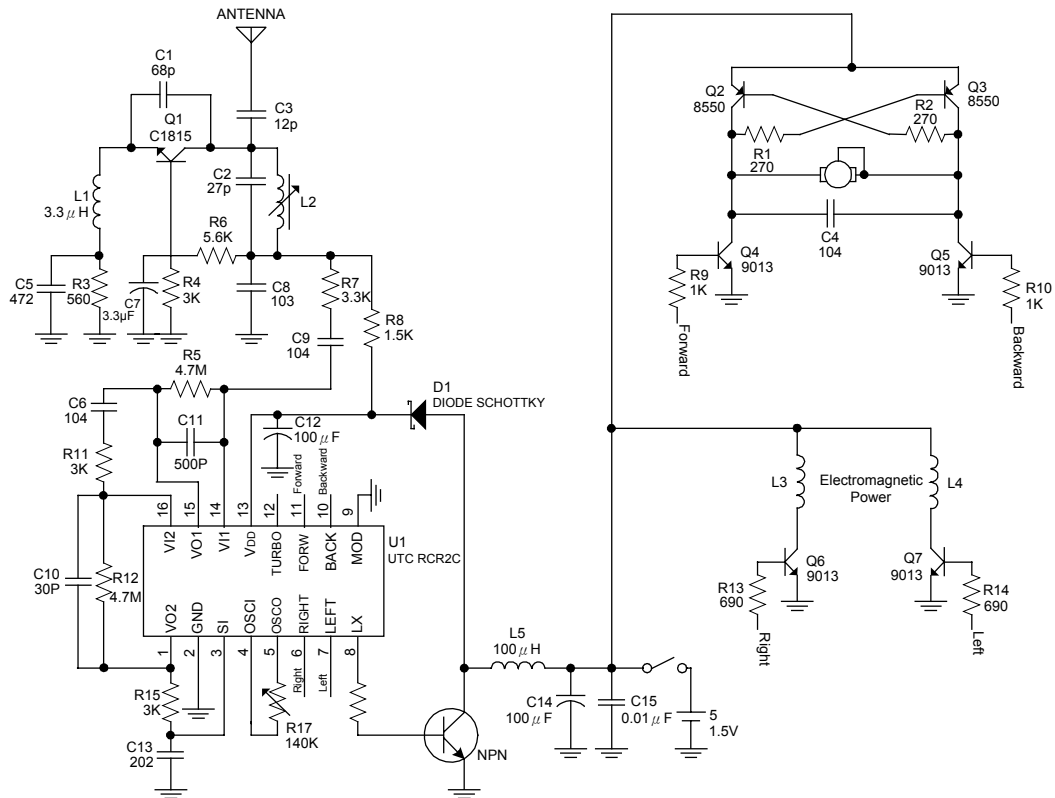 ANTENNA
C1
68p
Q1
C1815
C3
12p
C2
27p
L1
3.3μH
L2
R6
5.6K
C5
472
R3
560
C7
3.3μF
R4
3K
C8
103
R7
3.3K
R8
1.5K
C9
104
R5
4.7M
C6
104
C11
500P
R11
3K
D1
DIODE SCHOTTKY
C12
100μF
Forward
Backward
16
15
14
13
12
11
10
9
VI2
VO1
VI1
VDD
TURBO
FORW
BACK
MOD
U1
UTC RCR2C
C10
30P
R12
4.7M
VO2
GND
SI
OSCI
OSCO
RIGHT
LEFT
LX
1
2
3
4
5
6
7
8
Right
Left
R15
3K
C13
202
R17
140K
NPN
L5
100μH
C14
100μF
C15
0.01μF
5
1.5V
Q2
8550
Q3
8550
R2
270
R1
270
C4
104
Q4
9013
Q5
9013
R9
1K
R10
1K
Forward
Backward
L3
Electromagnetic
Power
L4
Q6
9013
Q7
9013
R13
690
R14
690
Right
Left